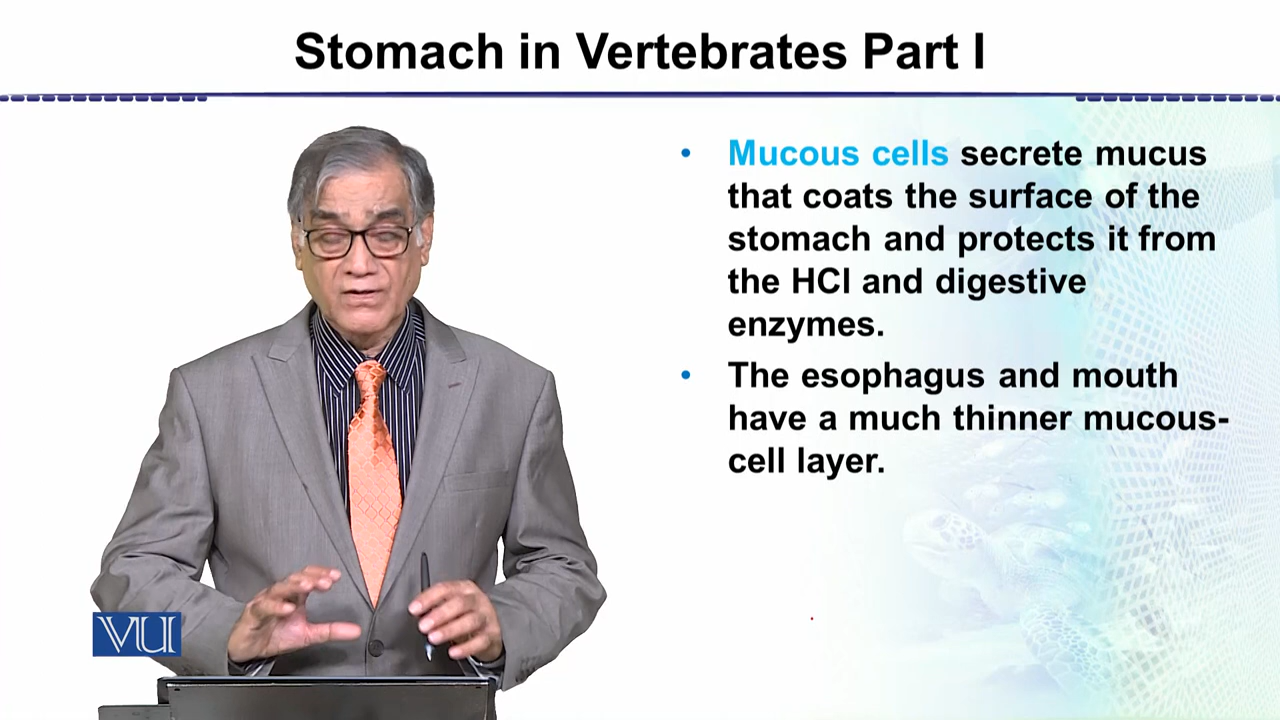 Stomach in Vertebrates Part I
• Mucous cells secrete mucus
that coats the surface of the
stomach and protects it from
the HCl and digestive
enzymes.
• The esophagus and mouth
have a much thinner mucous-
cell layer.
VU